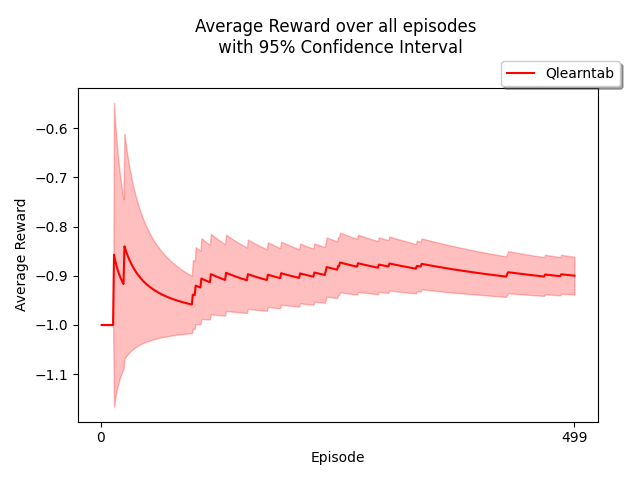 Average Reward over all episodes
with 95% Confidence Interval
Qlearntab
−0.6
−0.7
−0.8
−0.9
−1.0
−1.1
Average Reward
0
499
Episode